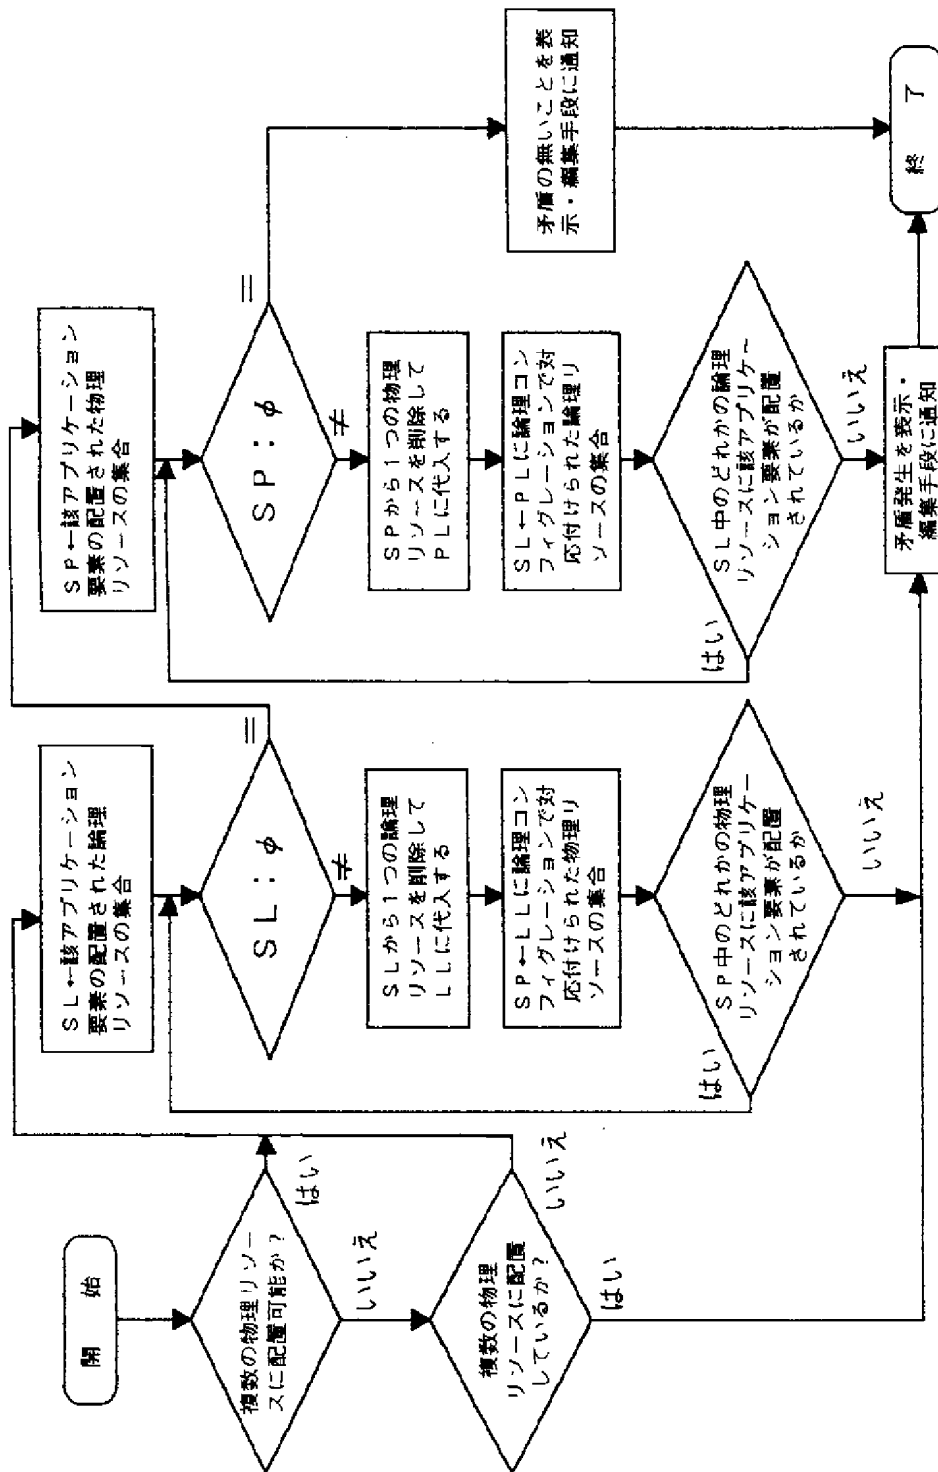 開　始
複数の物理リソー
スに配置可能か？
はい
いいえ
複数の物理
リソースに配置
しているか？
いいえ
はい
ＳＬ←該アプリケーション
要素の配置された論理
リソースの集合
ＳＬ：φ
＝
≠
ＳＬから１つの論理
リソースを削除して
ＬＬに代入する
ＳＰ←ＬＬに論理コン
フィグレーションで対
応付けられた物理リ
ソースの集合
ＳＰ中のどれかの物理
リソースに該アプリケー
ション要素が配置
されているか
はい
いいえ
ＳＰ←該アプリケーション
要素の配置された物理
リソースの集合
ＳＰ：φ
＝
≠
ＳＰから１つの物理
リソースを削除して
ＰＬに代入する
ＳＬ←ＰＬに論理コン
フィグレーションで対
応付けられた論理リ
ソースの集合
ＳＬ中のどれかの論理
リソースに該アプリケー
ション要素が配置
されているか
はい
いいえ
矛盾発生を表示・
編集手段に通知
矛盾の無いことを表
示・編集手段に通知
終　了